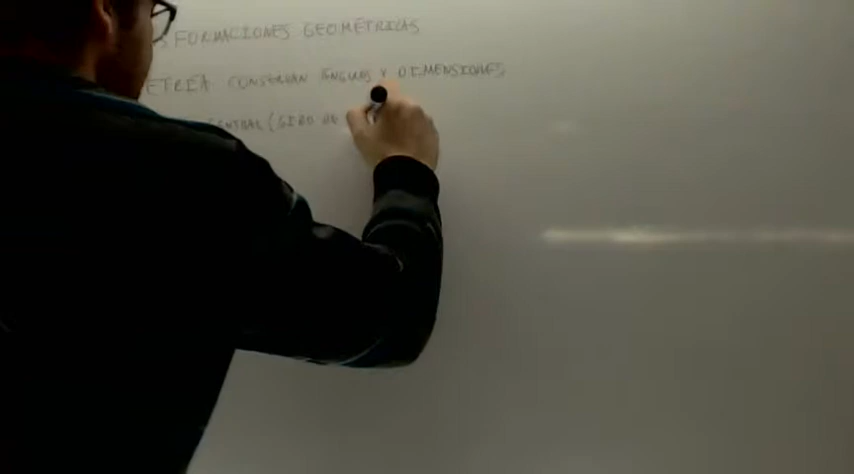 S FORMACIONES GEOMÉTRICAS
ETRÍA CONSERVAN ÁNGULOS Y DIMENSIONES
CENTRAL (GIRO DE